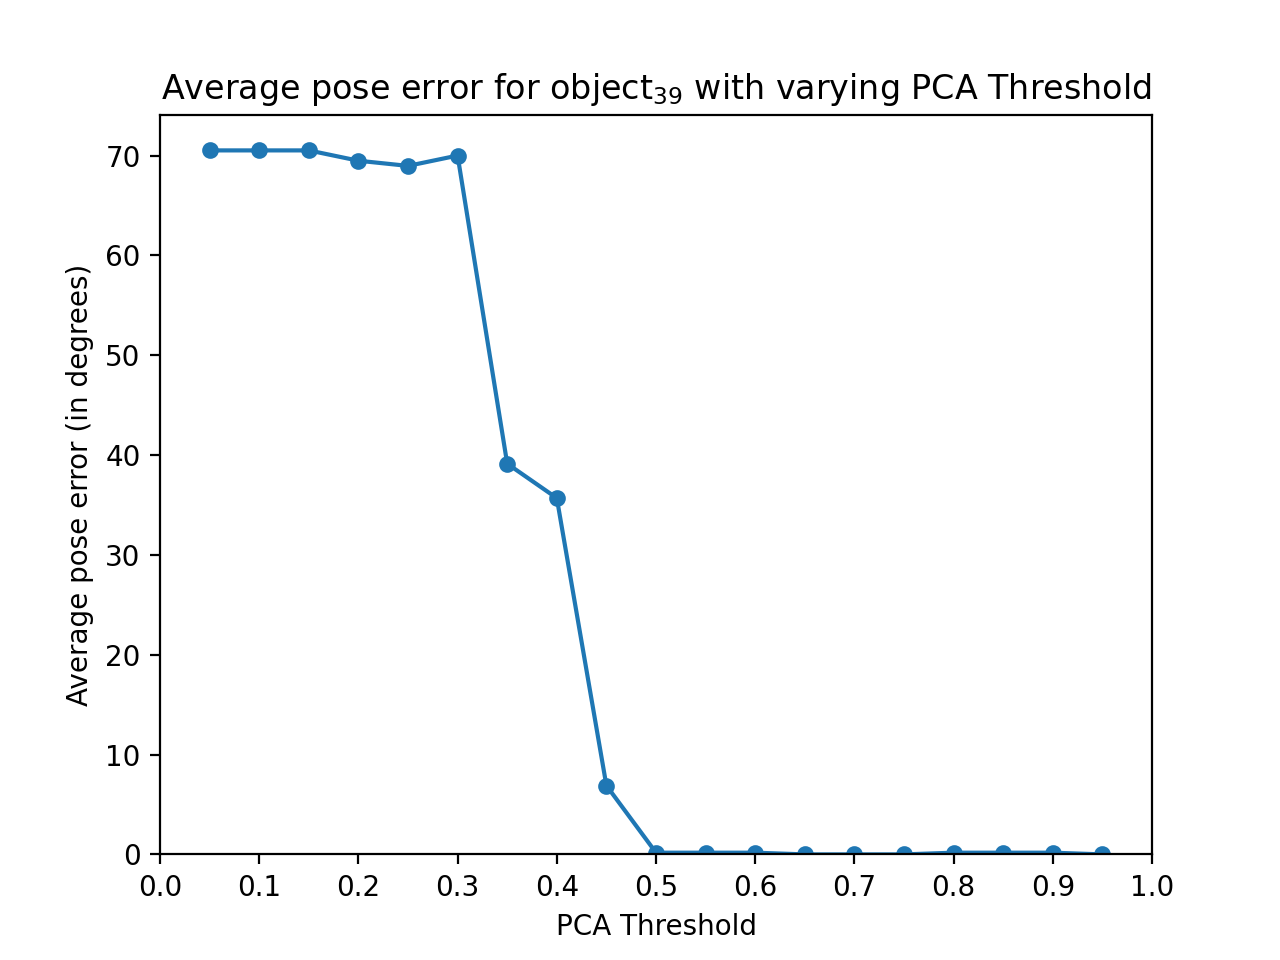 Average pose error for object₃₉ with varying PCA Threshold
Average pose error (in degrees)
70
60
50
40
30
20
10
0
0.0 0.1 0.2 0.3 0.4 0.5 0.6 0.7 0.8 0.9 1.0
PCA Threshold